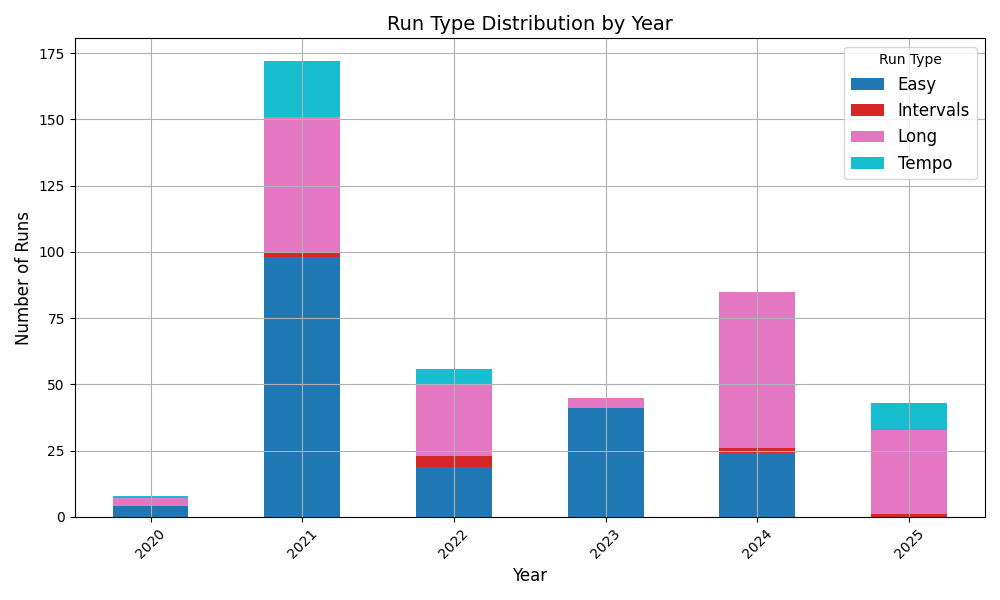 Run Type Distribution by Year
Number of Runs
175
150
125
100
75
50
25
0
Run Type
Easy
Intervals
Long
Tempo
2020
2021
2022
2023
2024
2025
Year